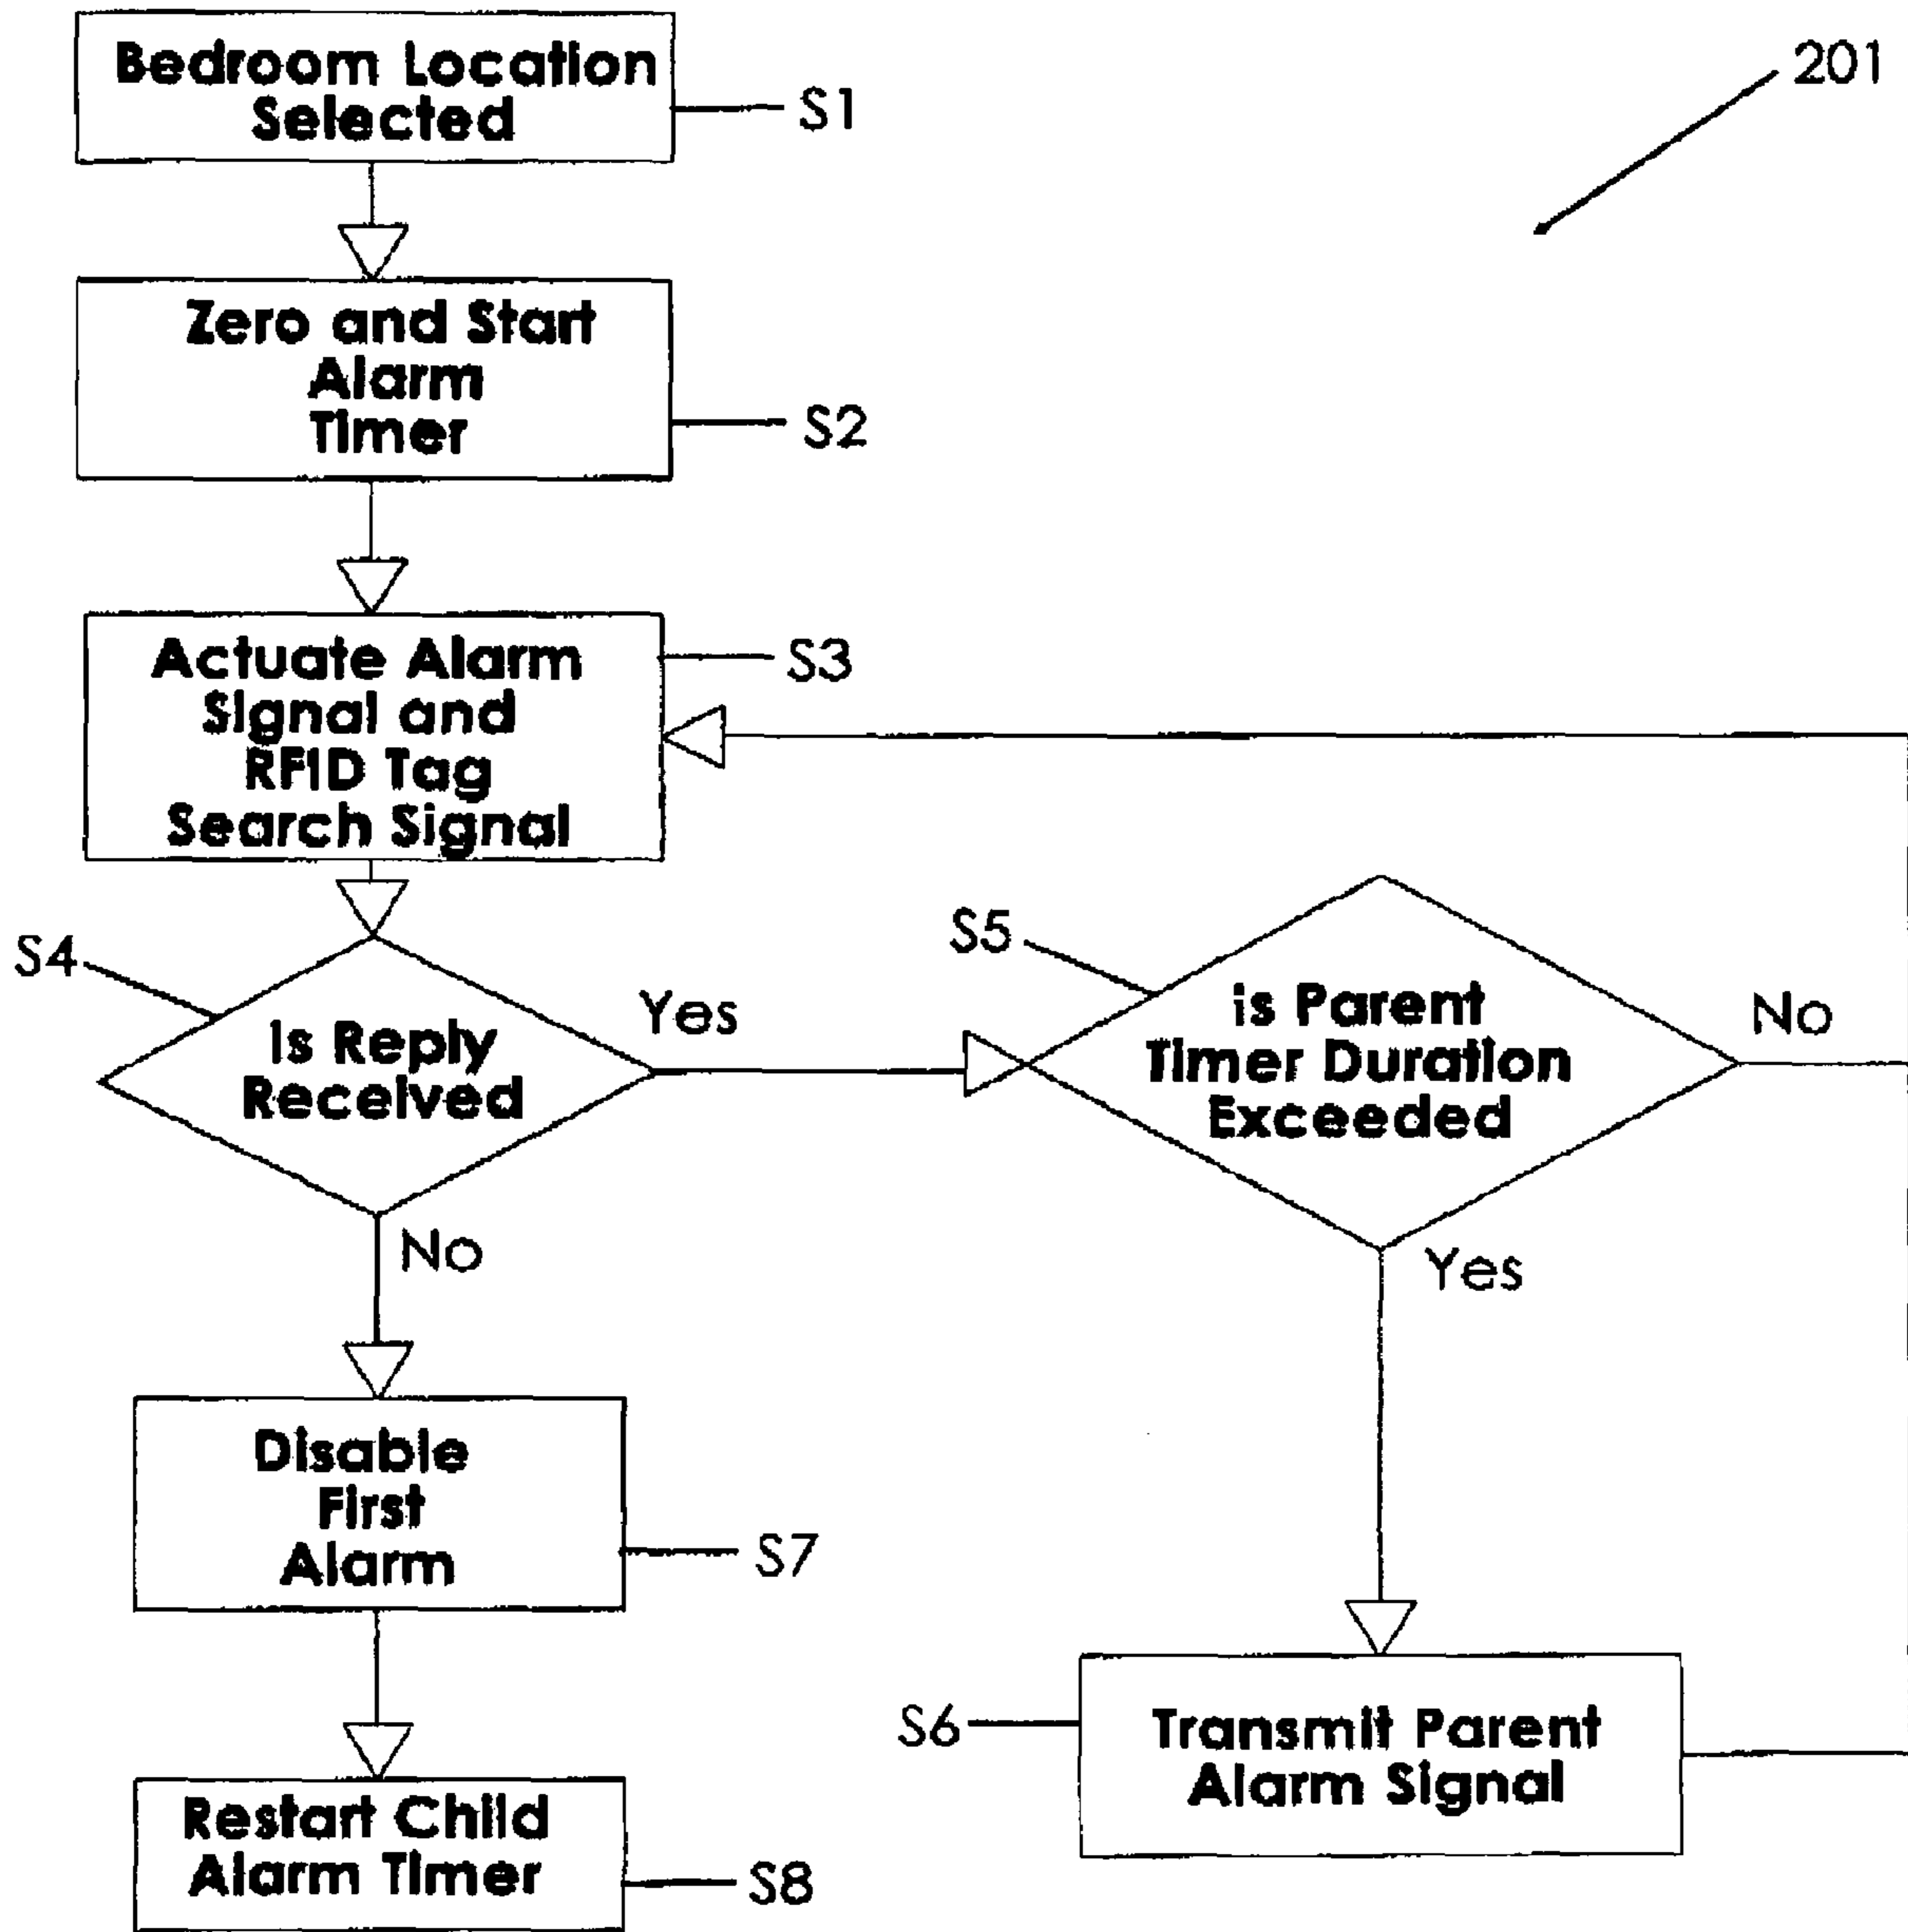 Bedroom Location
Selected
S1
201
Zero and Start
Alarm
Timer
S2
Actuate Alarm
Signal and
RFID Tag
Search Signal
S3
S4
Is Reply
Received
Yes
No
S5
is Parent
Timer Duration
Exceeded
No
Yes
Disable
First
Alarm
S7
S6
Transmit Parent
Alarm Signal
Restart Child
Alarm Timer
S8